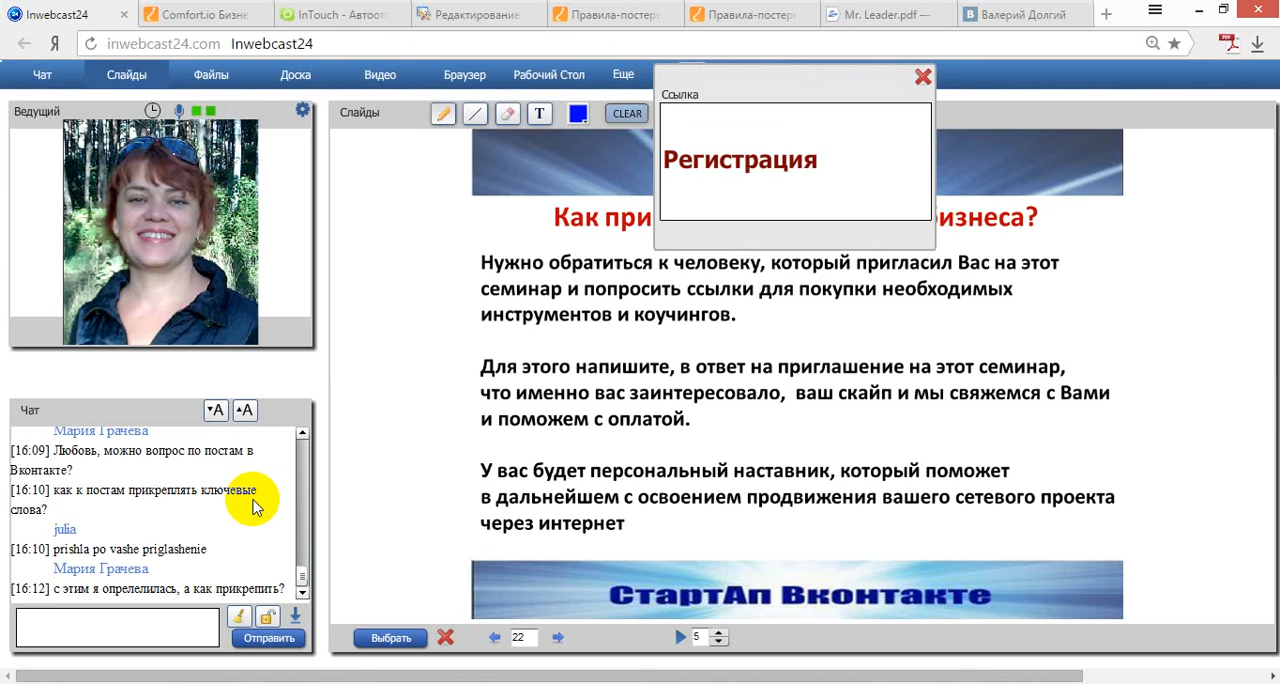 Inwebcast24
Comfort.io Бизне
InTouch - Автоот
Редактирование
Правила-постер
Правила-постер
Mr. Leader.pdf —
Валерий Долгий
inwebcast24.com Inwebcast24
Чат
Слайды
Файлы
Доска
Видео
Браузер
Рабочий Стол
Еще
Ведущий
Слайды
T
CLEAR
Ссылка
Регистрация
Как при
бизнеса?
Нужно обратиться к человеку, который пригласил Вас на этот
семинар и попросить ссылки для покупки необходимых
инструментов и коучингов.
Для этого напишите, в ответ на приглашение на этот семинар,
что именно вас заинтересовало, ваш скайп и мы свяжемся с Вами
и поможем с оплатой.
У вас будет персональный наставник, который поможет
в дальнейшем с освоением продвижения вашего сетевого проекта
через интернет
СтартАп Вконтакте
Выбрать
22
5
Чат
▾A ▴A
Мария Грачева
[16:09] Любовь, можно вопрос по постам в
Вконтакте?
[16:10] как к постам прикреплять ключевые
слова?
julia
[16:10] prishla po vashe priglashenie
Мария Грачева
[16:12] с этим я опрелелилась, а как прикрепить?
Отправить